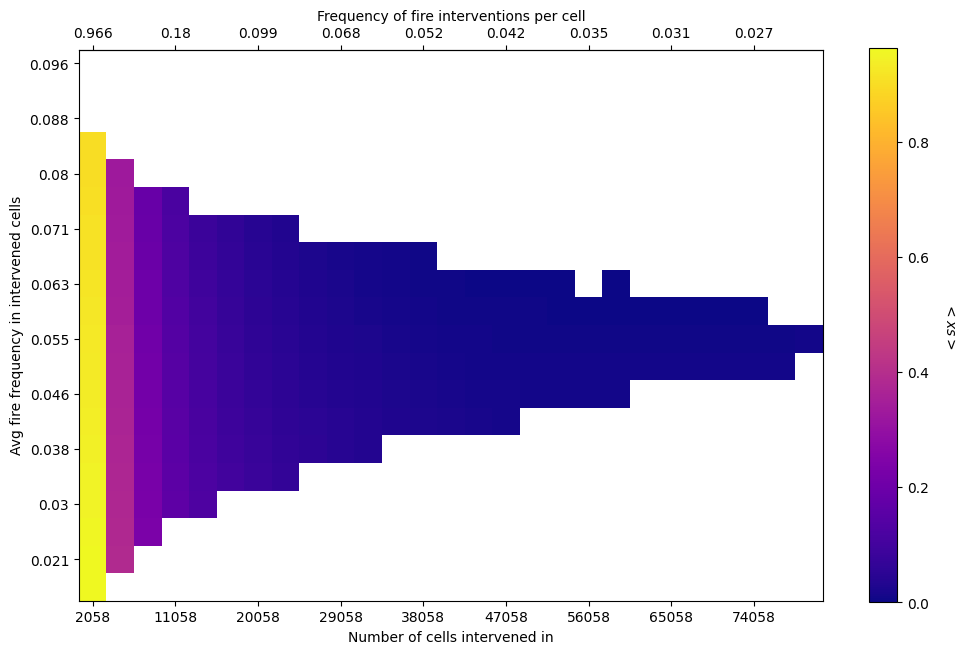 Frequency of fire interventions per cell
0.966 0.18 0.099 0.068 0.052 0.042 0.035 0.031 0.027
Avg fire frequency in intervened cells
0.096
0.088
0.08
0.071
0.063
0.055
0.046
0.038
0.03
0.021
2058 11058 20058 29058 38058 47058 56058 65058 74058
Number of cells intervened in
0.8
0.6
0.4
0.2
0.0
< sx >